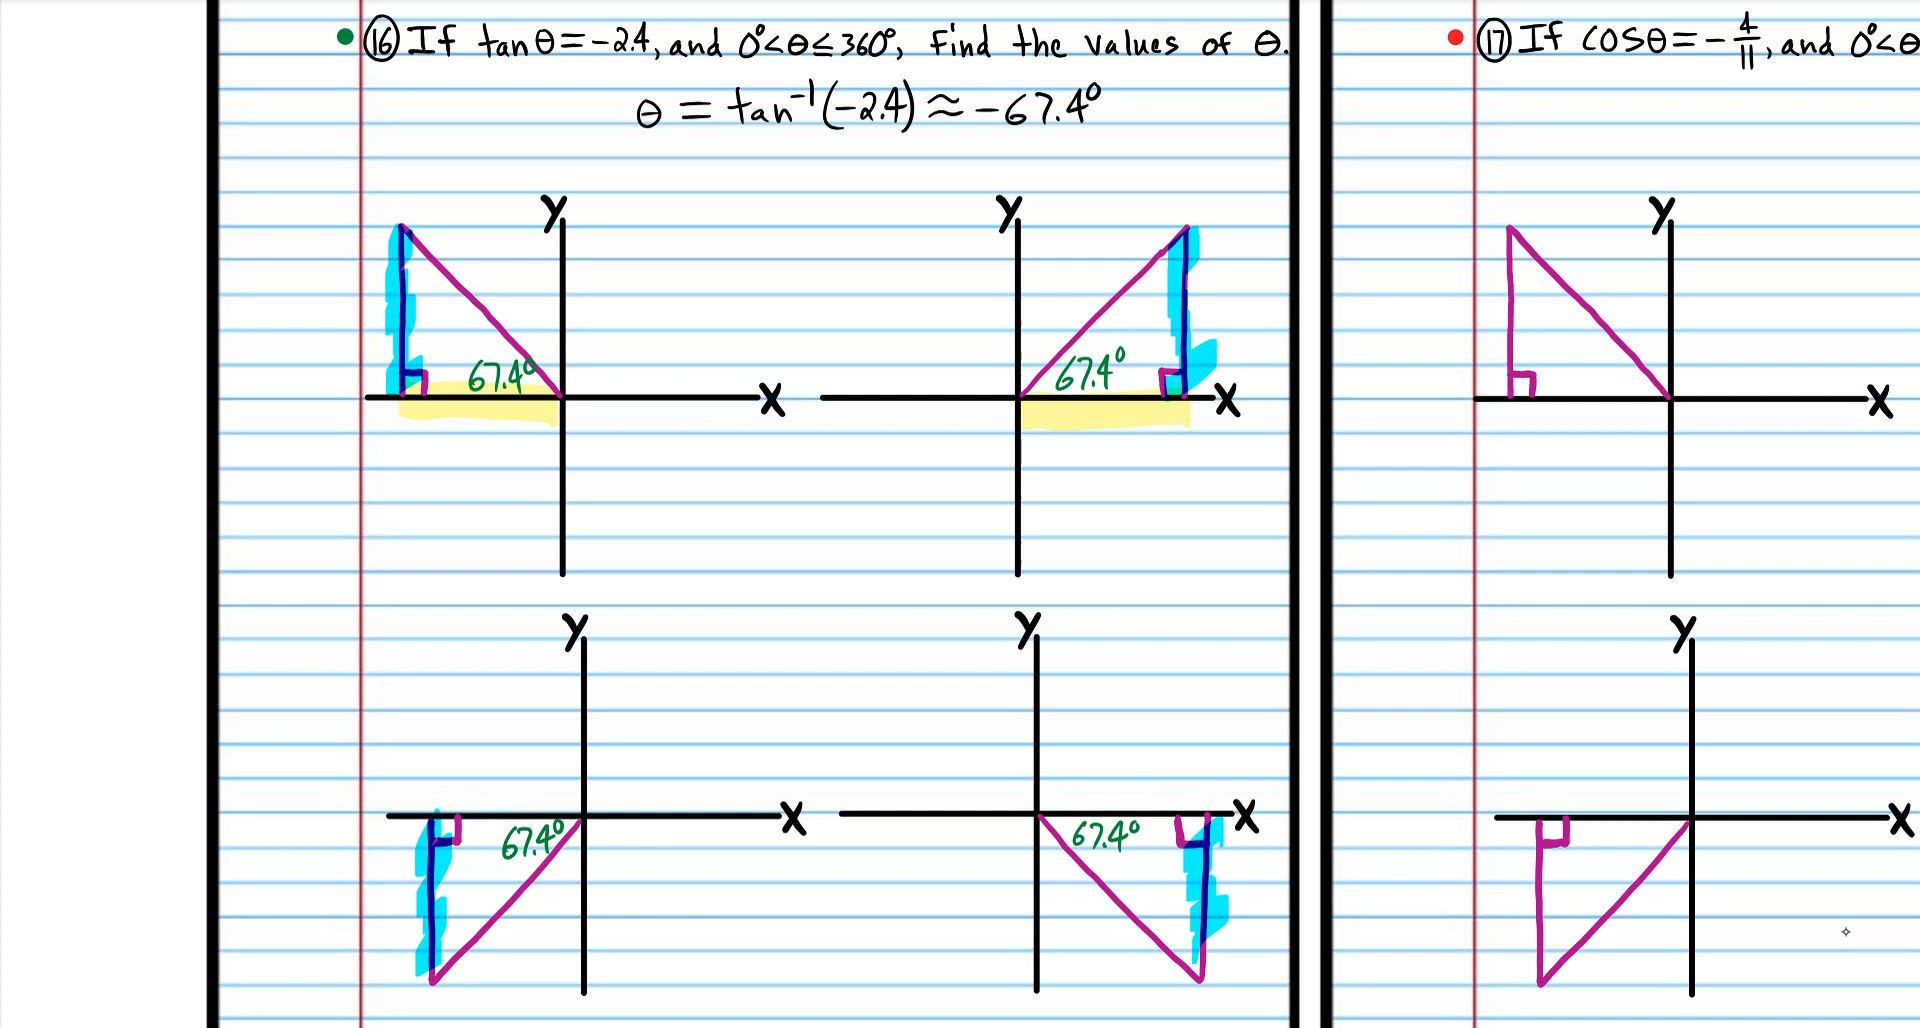 ⑯ If tanθ=-2.4, and 0°<θ≤360°, find the values of θ.
θ = tan⁻¹(-2.4) ≈ -67.4°
y
67.4°
x
y
67.4°
x
y
67.4°
x
y
67.4°
x
⑰ If cosθ=-4/11, and 0°<θ
y
x
y
x